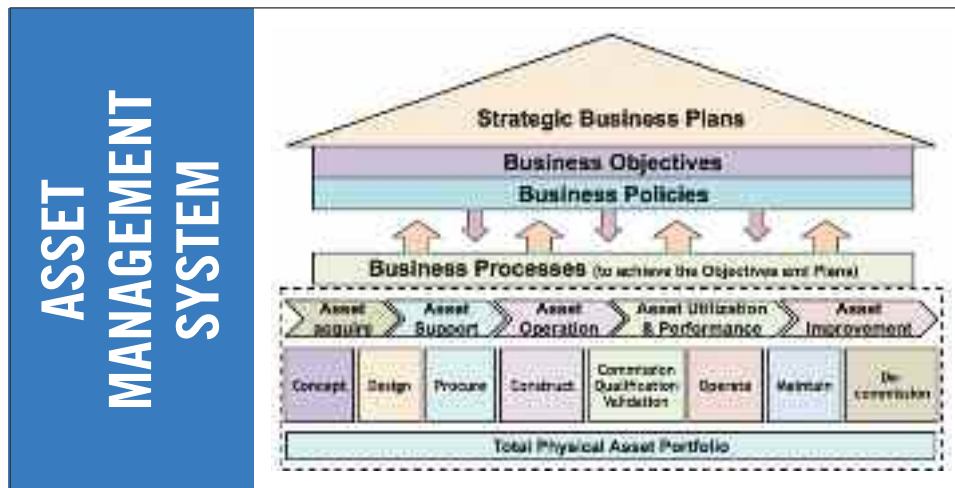 ASSET
MANAGEMENT
SYSTEM
Strategic Business Plans
Business Objectives
Business Policies
Business Processes (to achieve the Objectives and Plans)
Asset
acquire
Asset
Support
Asset
Operation
Asset Utilization
& Performance
Asset
Improvement
Concept
Design
Procure
Construct
Commission
Qualification
Validation
Operate
Maintain
De-
commission
Total Physical Asset Portfolio